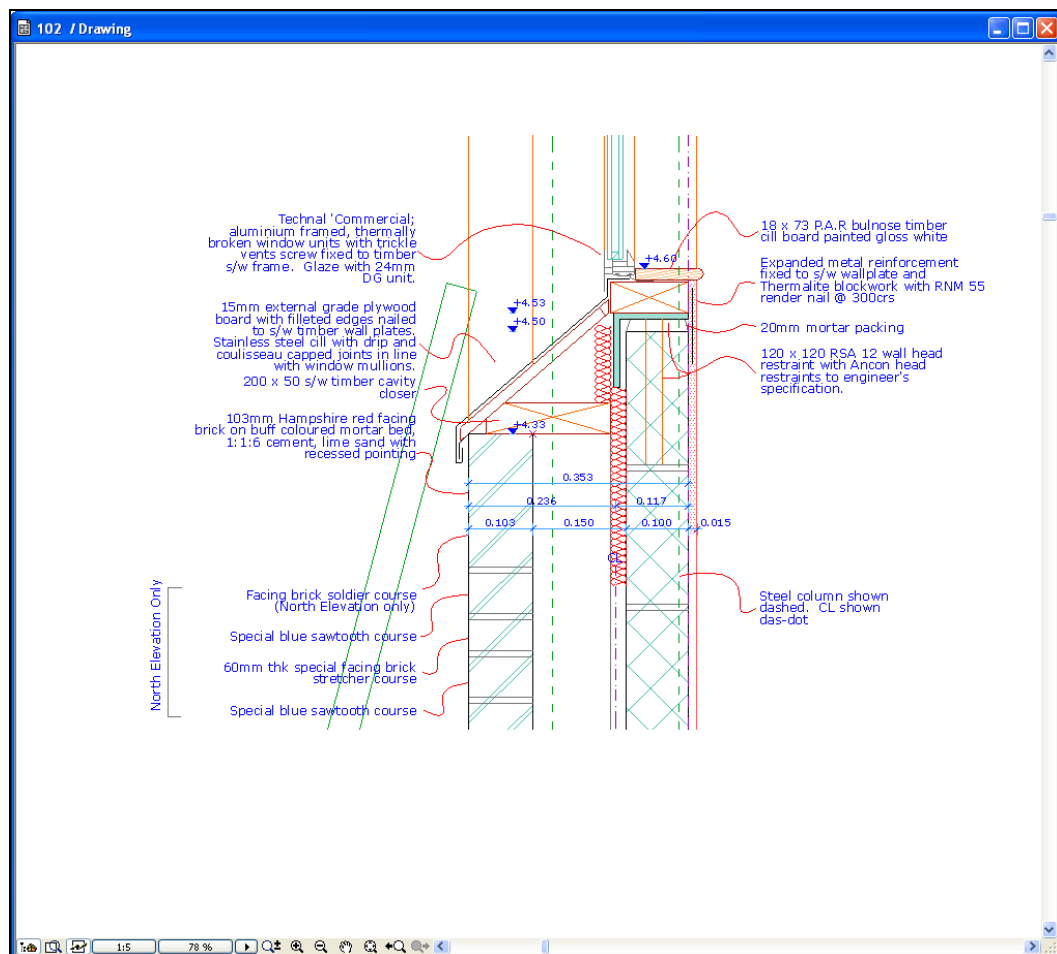 102 / Drawing
Technal 'Commercial;
aluminium framed, thermally
broken window units with trickle
vents screw fixed to timber
s/w frame. Glaze with 24mm
DG unit.
15mm external grade plywood
board with filleted edges nailed
to s/w timber wall plates.
Stainless steel cill with drip and
coulisseau capped joints in line
with window mullions.
200 x 50 s/w timber cavity
closer
103mm Hampshire red facing
brick on buff coloured mortar bed,
1:1:6 cement, lime sand with
recessed pointing
+4.60
+4.53
+4.50
+4.33
18 x 73 P.A.R bulnose timber
cill board painted gloss white
Expanded metal reinforcement
fixed to s/w wallplate and
Thermalite blockwork with RNM 55
render nail @ 300crs
20mm mortar packing
120 x 120 RSA 12 wall head
restraint with Ancon head
restraints to engineer's
specification.
0.353
0.236 0.117
0.103 0.150 0.100 0.015
CL
North Elevation Only
Facing brick soldier course
(North Elevation only)
Special blue sawtooth course
60mm thk special facing brick
stretcher course
Special blue sawtooth course
Steel column shown
dashed. CL shown
das-dot
1:5 78 %